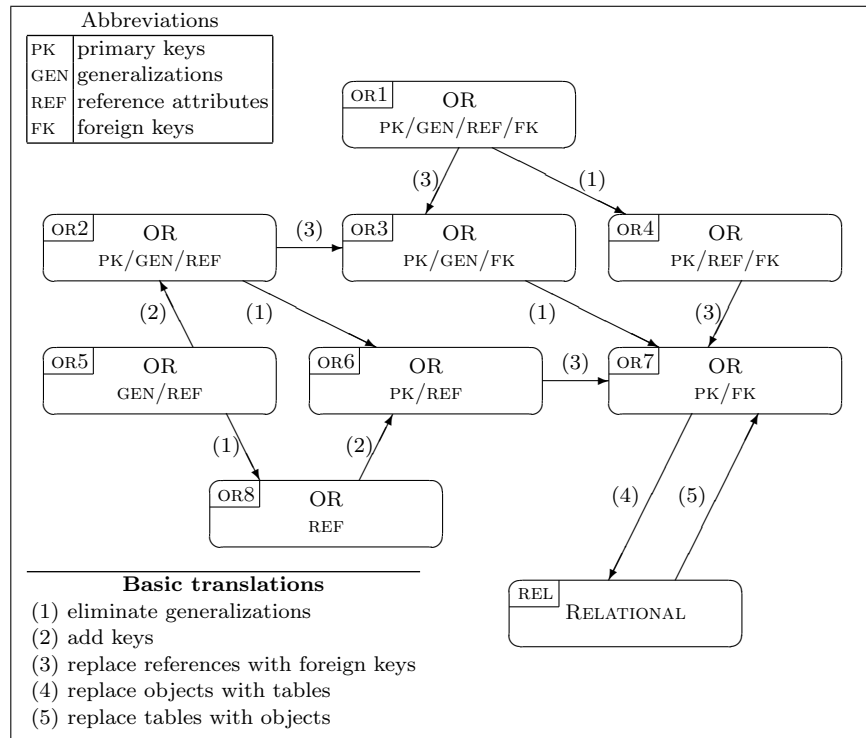 Abbreviations
PK primary keys
GEN generalizations
REF reference attributes
FK foreign keys
OR1 OR
PK/GEN/REF/FK
(3)
(1)
OR2 OR
PK/GEN/REF
(3)
OR3 OR
PK/GEN/FK
OR4 OR
PK/REF/FK
(2)
(1)
(1)
(3)
OR5 OR
GEN/REF
OR6 OR
PK/REF
(3)
OR7 OR
PK/FK
(1)
(2)
OR8 OR
REF
(4)
(5)
REL RELATIONAL
Basic translations
(1) eliminate generalizations
(2) add keys
(3) replace references with foreign keys
(4) replace objects with tables
(5) replace tables with objects